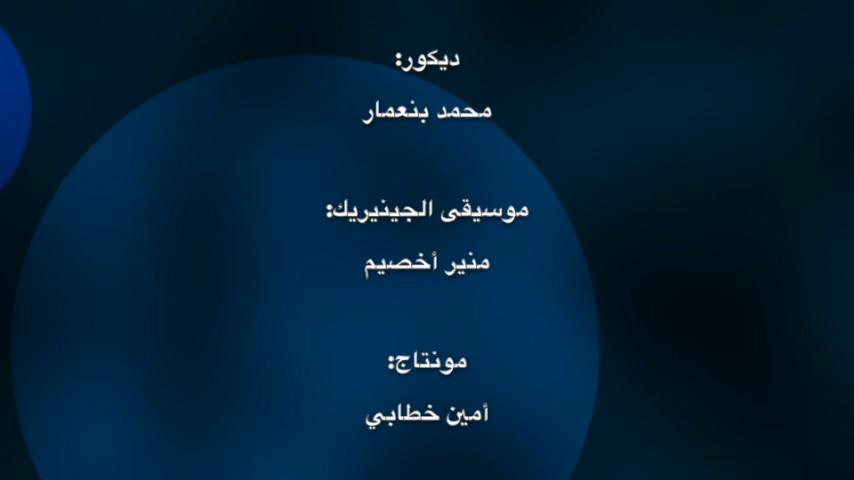 ديكور:
محمد بنعمار
موسيقى الجينيريك:
منير أخصيم
مونتاج:
أمين خطابي